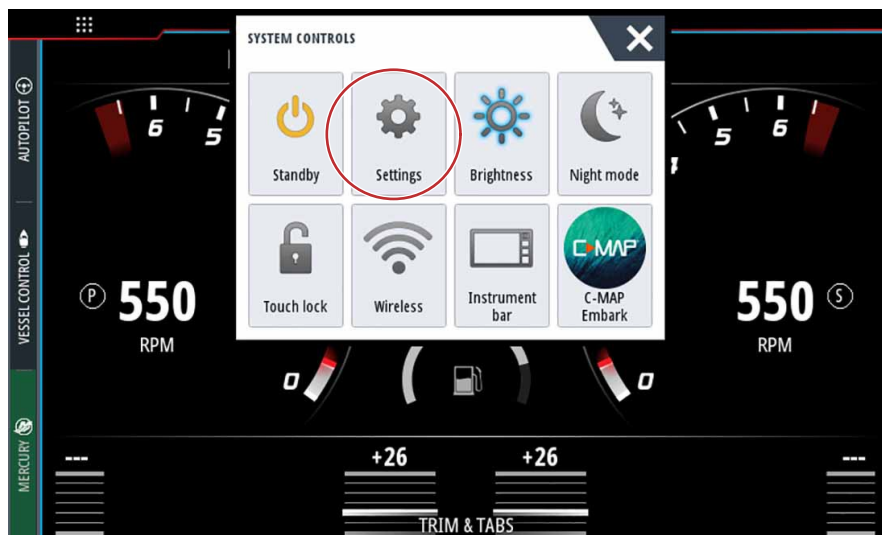 SYSTEM CONTROLS
Standby
Settings
Brightness
Night mode
Touch lock
Wireless
Instrument
bar
C-MAP
C-MAP
Embark
AUTOPILOT
VESSEL CONTROL
MERCURY
6
5
5
6
P
550
RPM
550
S
RPM
0
0
---
+26
+26
---
TRIM & TABS